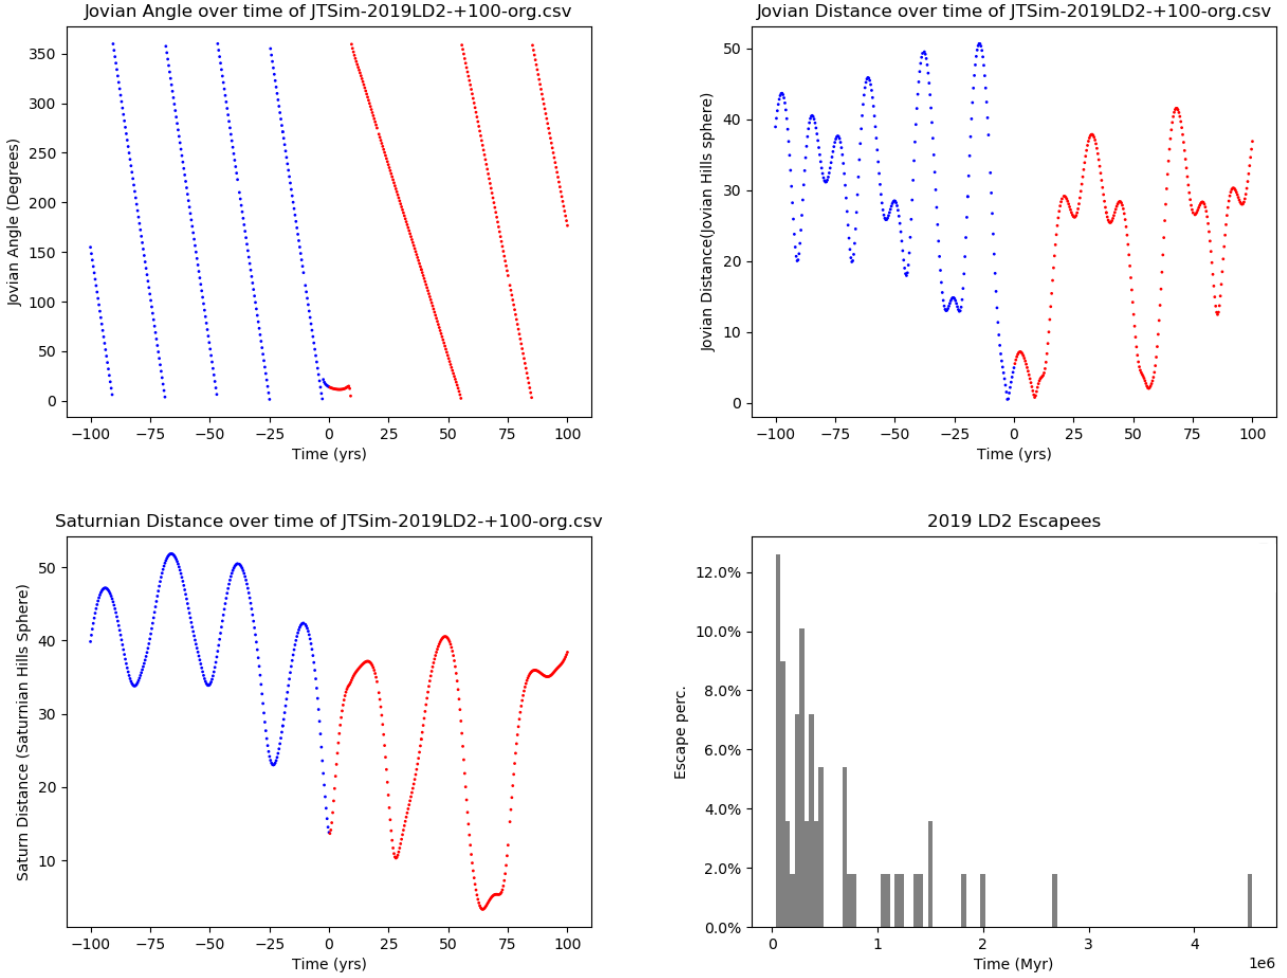 Jovian Angle over time of JTSim-2019LD2-+100-org.csv
350
300
250
200
150
100
50
0
Jovian Angle (Degrees)
−100 −75 −50 −25 0 25 50 75 100
Time (yrs)
Jovian Distance over time of JTSim-2019LD2-+100-org.csv
50
40
30
20
10
0
Jovian Distance(Jovian Hills sphere)
−100 −75 −50 −25 0 25 50 75 100
Time (yrs)
Saturnian Distance over time of JTSim-2019LD2-+100-org.csv
50
40
30
20
10
Saturn Distance (Saturnian Hills Sphere)
−100 −75 −50 −25 0 25 50 75 100
Time (yrs)
2019 LD2 Escapees
12.0%
10.0%
8.0%
6.0%
4.0%
2.0%
0.0%
Escape perc.
0 1 2 3 4
1e6
Time (Myr)